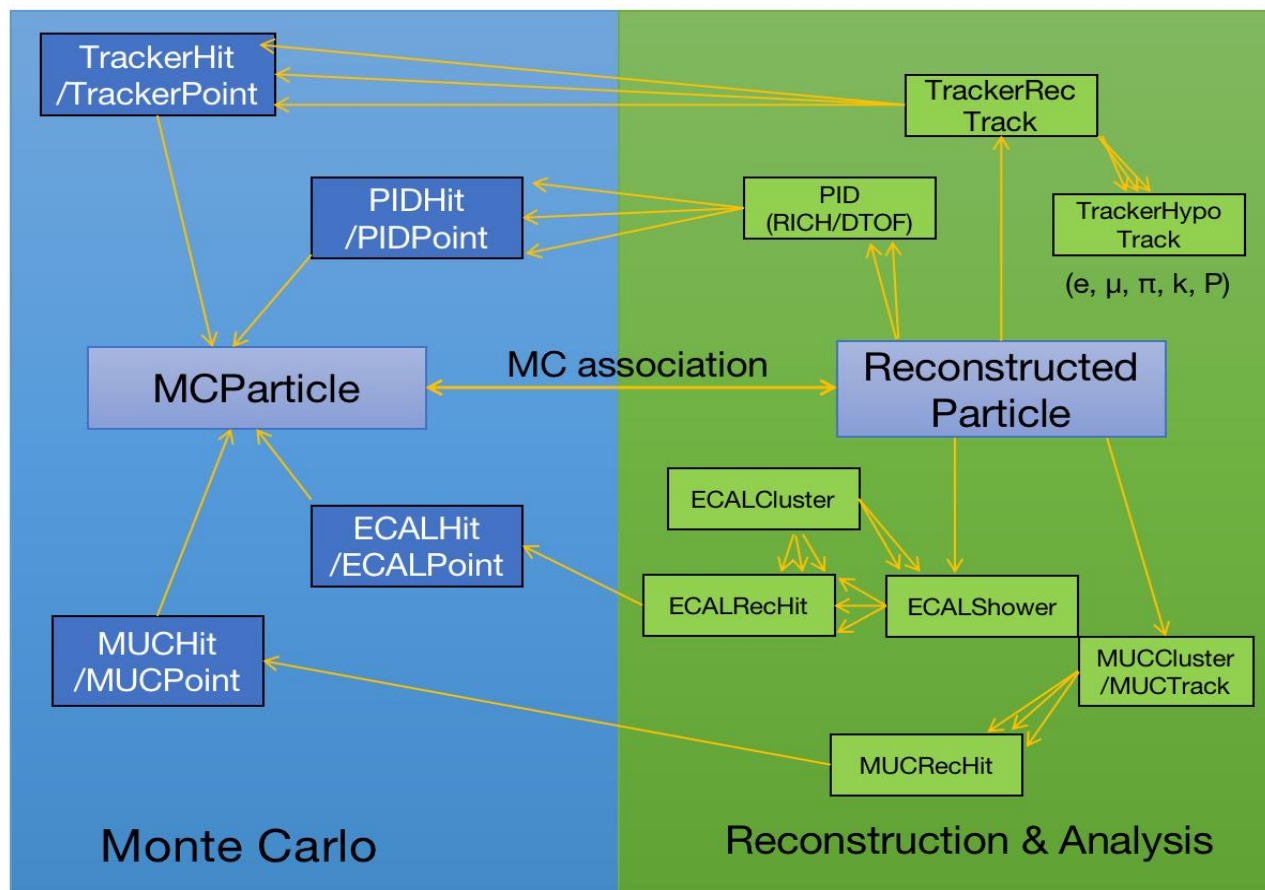 TrackerHit
/TrackerPoint
TrackerRec
Track
PIDHit
/PIDPoint
PID
(RICH/DTOF)
TrackerHypo
Track
(e, μ, π, k, P)
MCParticle
MC association
Reconstructed
Particle
ECALCluster
ECALHit
/ECALPoint
ECALRecHit
ECALShower
MUCHit
/MUCPoint
MUCCluster
/MUCTrack
MUCRecHit
Monte Carlo
Reconstruction & Analysis